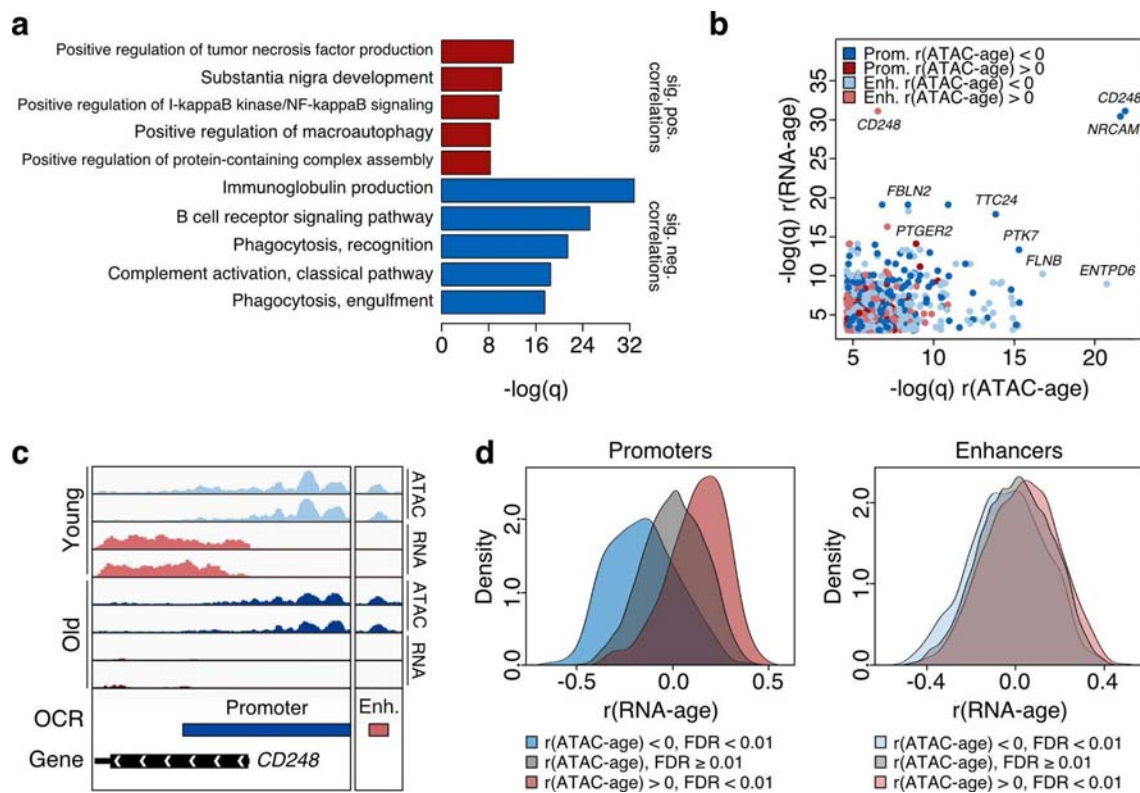 a
Positive regulation of tumor necrosis factor production
Substantia nigra development
Positive regulation of I-kappaB kinase/NF-kappaB signaling
Positive regulation of macroautophagy
Positive regulation of protein-containing complex assembly
Immunoglobulin production
B cell receptor signaling pathway
Phagocytosis, recognition
Complement activation, classical pathway
Phagocytosis, engulfment
sig. pos.
correlations
sig. neg.
correlations
0 8 16 24 32
-log(q)
b
-log(q) r(RNA-age)
35
30
25
20
15
10
5
Prom. r(ATAC-age) < 0
Prom. r(ATAC-age) > 0
Enh. r(ATAC-age) < 0
Enh. r(ATAC-age) > 0
CD248
CD248
NRCAM
FBLN2
TTC24
PTGER2
PTK7
FLNB
ENTPD6
5 10 15 20
-log(q) r(ATAC-age)
c
Young
Old
ATAC
RNA
ATAC
RNA
OCR
Promoter
Enh.
Gene
CD248
d
Promoters
Density
2.0
1.0
0.0
-0.5 0.0 0.5
r(RNA-age)
r(ATAC-age) < 0, FDR < 0.01
r(ATAC-age), FDR ≥ 0.01
r(ATAC-age) > 0, FDR < 0.01
Enhancers
Density
2.0
1.0
0.0
-0.4 0.0 0.4
r(RNA-age)
r(ATAC-age) < 0, FDR < 0.01
r(ATAC-age), FDR ≥ 0.01
r(ATAC-age) > 0, FDR < 0.01